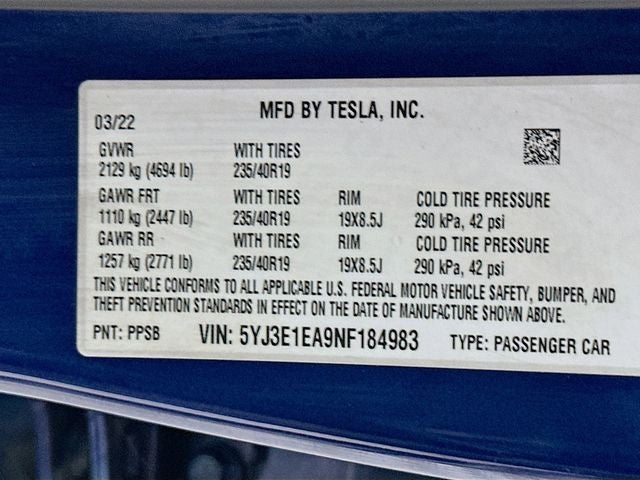 MFD BY TESLA, INC.
03/22
GVWR WITH TIRES
2129 kg (4694 lb) 235/40R19
GAWR FRT WITH TIRES RIM COLD TIRE PRESSURE
1110 kg (2447 lb) 235/40R19 19X8.5J 290 kPa, 42 psi
GAWR RR WITH TIRES RIM COLD TIRE PRESSURE
1257 kg (2771 lb) 235/40R19 19X8.5J 290 kPa, 42 psi
THIS VEHICLE CONFORMS TO ALL APPLICABLE U.S. FEDERAL MOTOR VEHICLE SAFETY, BUMPER, AND
THEFT PREVENTION STANDARDS IN EFFECT ON THE DATE OF MANUFACTURE SHOWN ABOVE.
PNT: PPSB VIN: 5YJ3E1EA9NF184983 TYPE: PASSENGER CAR